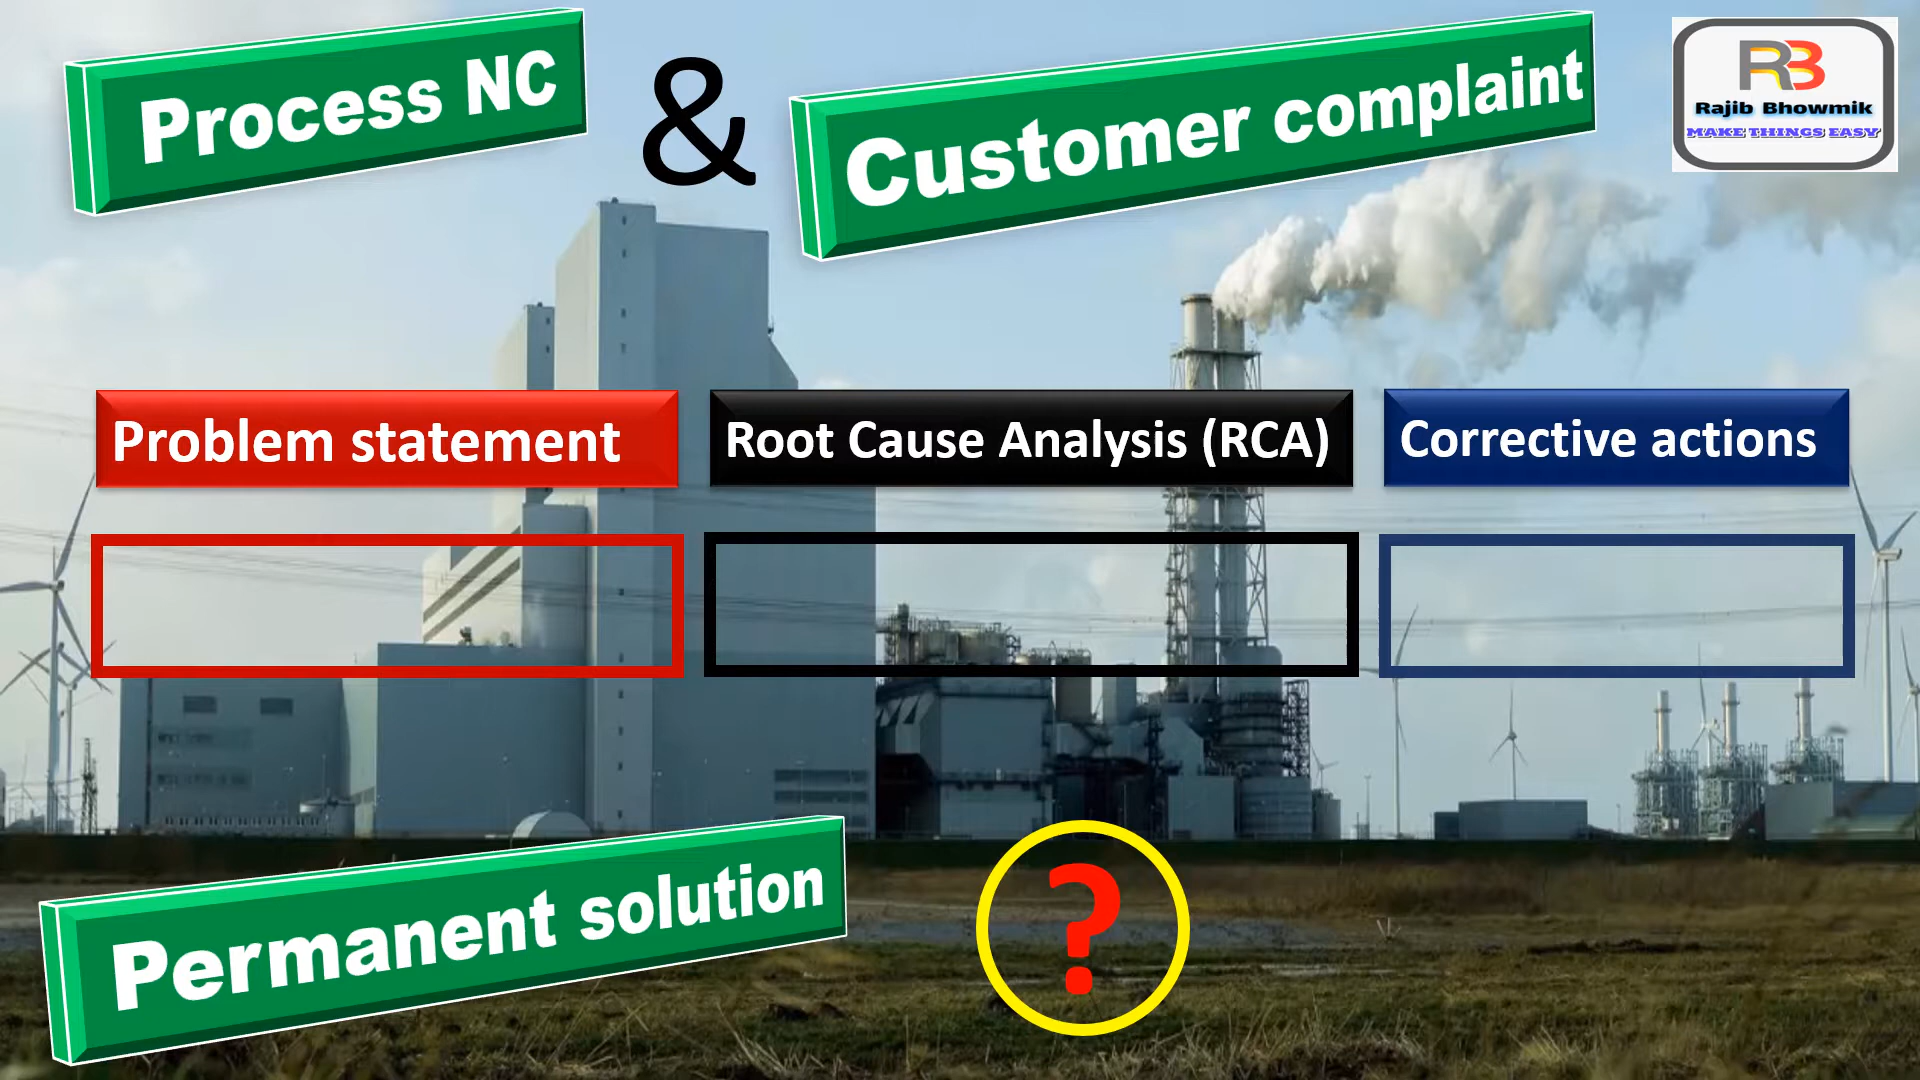 Process NC
&
Customer complaint
RB
Rajib Bhowmik
MAKE THINGS EASY
Problem statement
Root Cause Analysis (RCA)
Corrective actions
Permanent solution
?